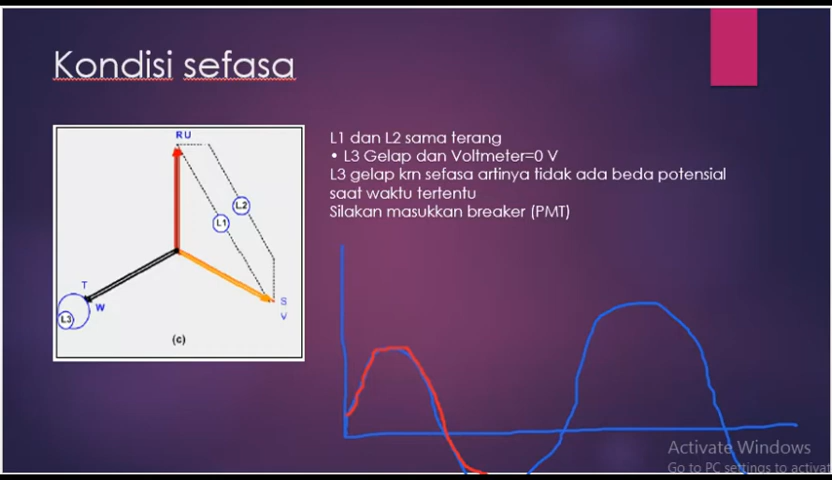 Kondisi sefasa
R U
L2
L1
T
W
L3
S
V
(c)
L1 dan L2 sama terang
• L3 Gelap dan Voltmeter=0 V
L3 gelap krn sefasa artinya tidak ada beda potensial
saat waktu tertentu
Silakan masukkan breaker (PMT)
Activate Windows
Go to PC settings to activat